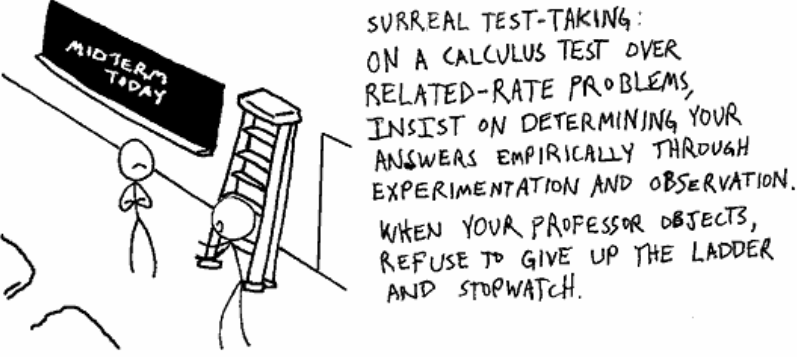 MIDTERM
TODAY
SURREAL TEST-TAKING:
ON A CALCULUS TEST OVER
RELATED-RATE PROBLEMS,
INSIST ON DETERMINING YOUR
ANSWERS EMPIRICALLY THROUGH
EXPERIMENTATION AND OBSERVATION.
WHEN YOUR PROFESSOR OBJECTS,
REFUSE TO GIVE UP THE LADDER
AND STOPWATCH.